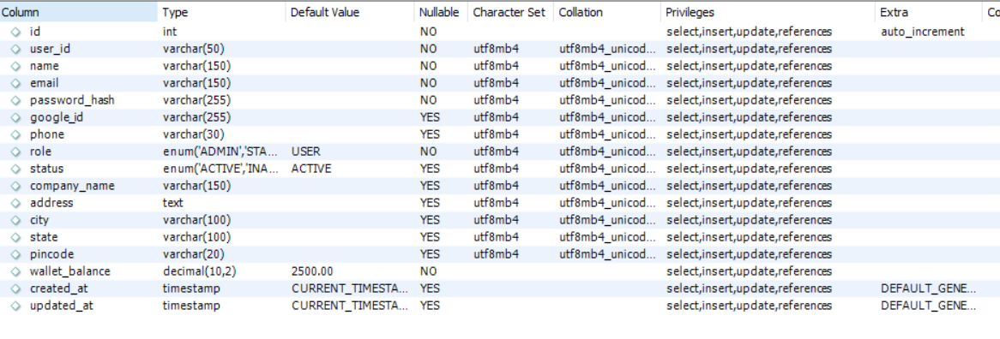 Column Type Default Value Nullable Character Set Collation Privileges Extra Co
id int NO select,insert,update,references auto_increment
user_id varchar(50) NO utf8mb4 utf8mb4_unicod... select,insert,update,references
name varchar(150) NO utf8mb4 utf8mb4_unicod... select,insert,update,references
email varchar(150) NO utf8mb4 utf8mb4_unicod... select,insert,update,references
password_hash varchar(255) NO utf8mb4 utf8mb4_unicod... select,insert,update,references
google_id varchar(255) YES utf8mb4 utf8mb4_unicod... select,insert,update,references
phone varchar(30) YES utf8mb4 utf8mb4_unicod... select,insert,update,references
role enum('ADMIN','STA... USER NO utf8mb4 utf8mb4_unicod... select,insert,update,references
status enum('ACTIVE','INA... ACTIVE YES utf8mb4 utf8mb4_unicod... select,insert,update,references
company_name varchar(150) YES utf8mb4 utf8mb4_unicod... select,insert,update,references
address text YES utf8mb4 utf8mb4_unicod... select,insert,update,references
city varchar(100) YES utf8mb4 utf8mb4_unicod... select,insert,update,references
state varchar(100) YES utf8mb4 utf8mb4_unicod... select,insert,update,references
pincode varchar(20) YES utf8mb4 utf8mb4_unicod... select,insert,update,references
wallet_balance decimal(10,2) 2500.00 NO select,insert,update,references
created_at timestamp CURRENT_TIMESTA... YES select,insert,update,references DEFAULT_GENE...
updated_at timestamp CURRENT_TIMESTA... YES select,insert,update,references DEFAULT_GENE...